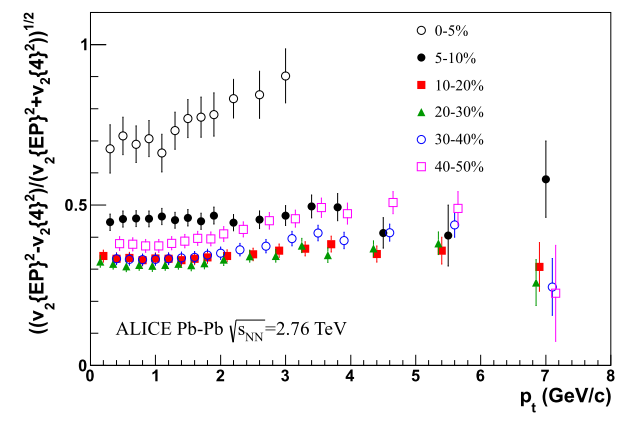 ((v₂{EP}²-v₂{4}²)/(v₂{EP}²+v₂{4}²))^1/2
1
0.5
0
0-5%
5-10%
10-20%
20-30%
30-40%
40-50%
ALICE Pb-Pb √s_NN=2.76 TeV
0 1 2 3 4 5 6 7 8
p_t (GeV/c)